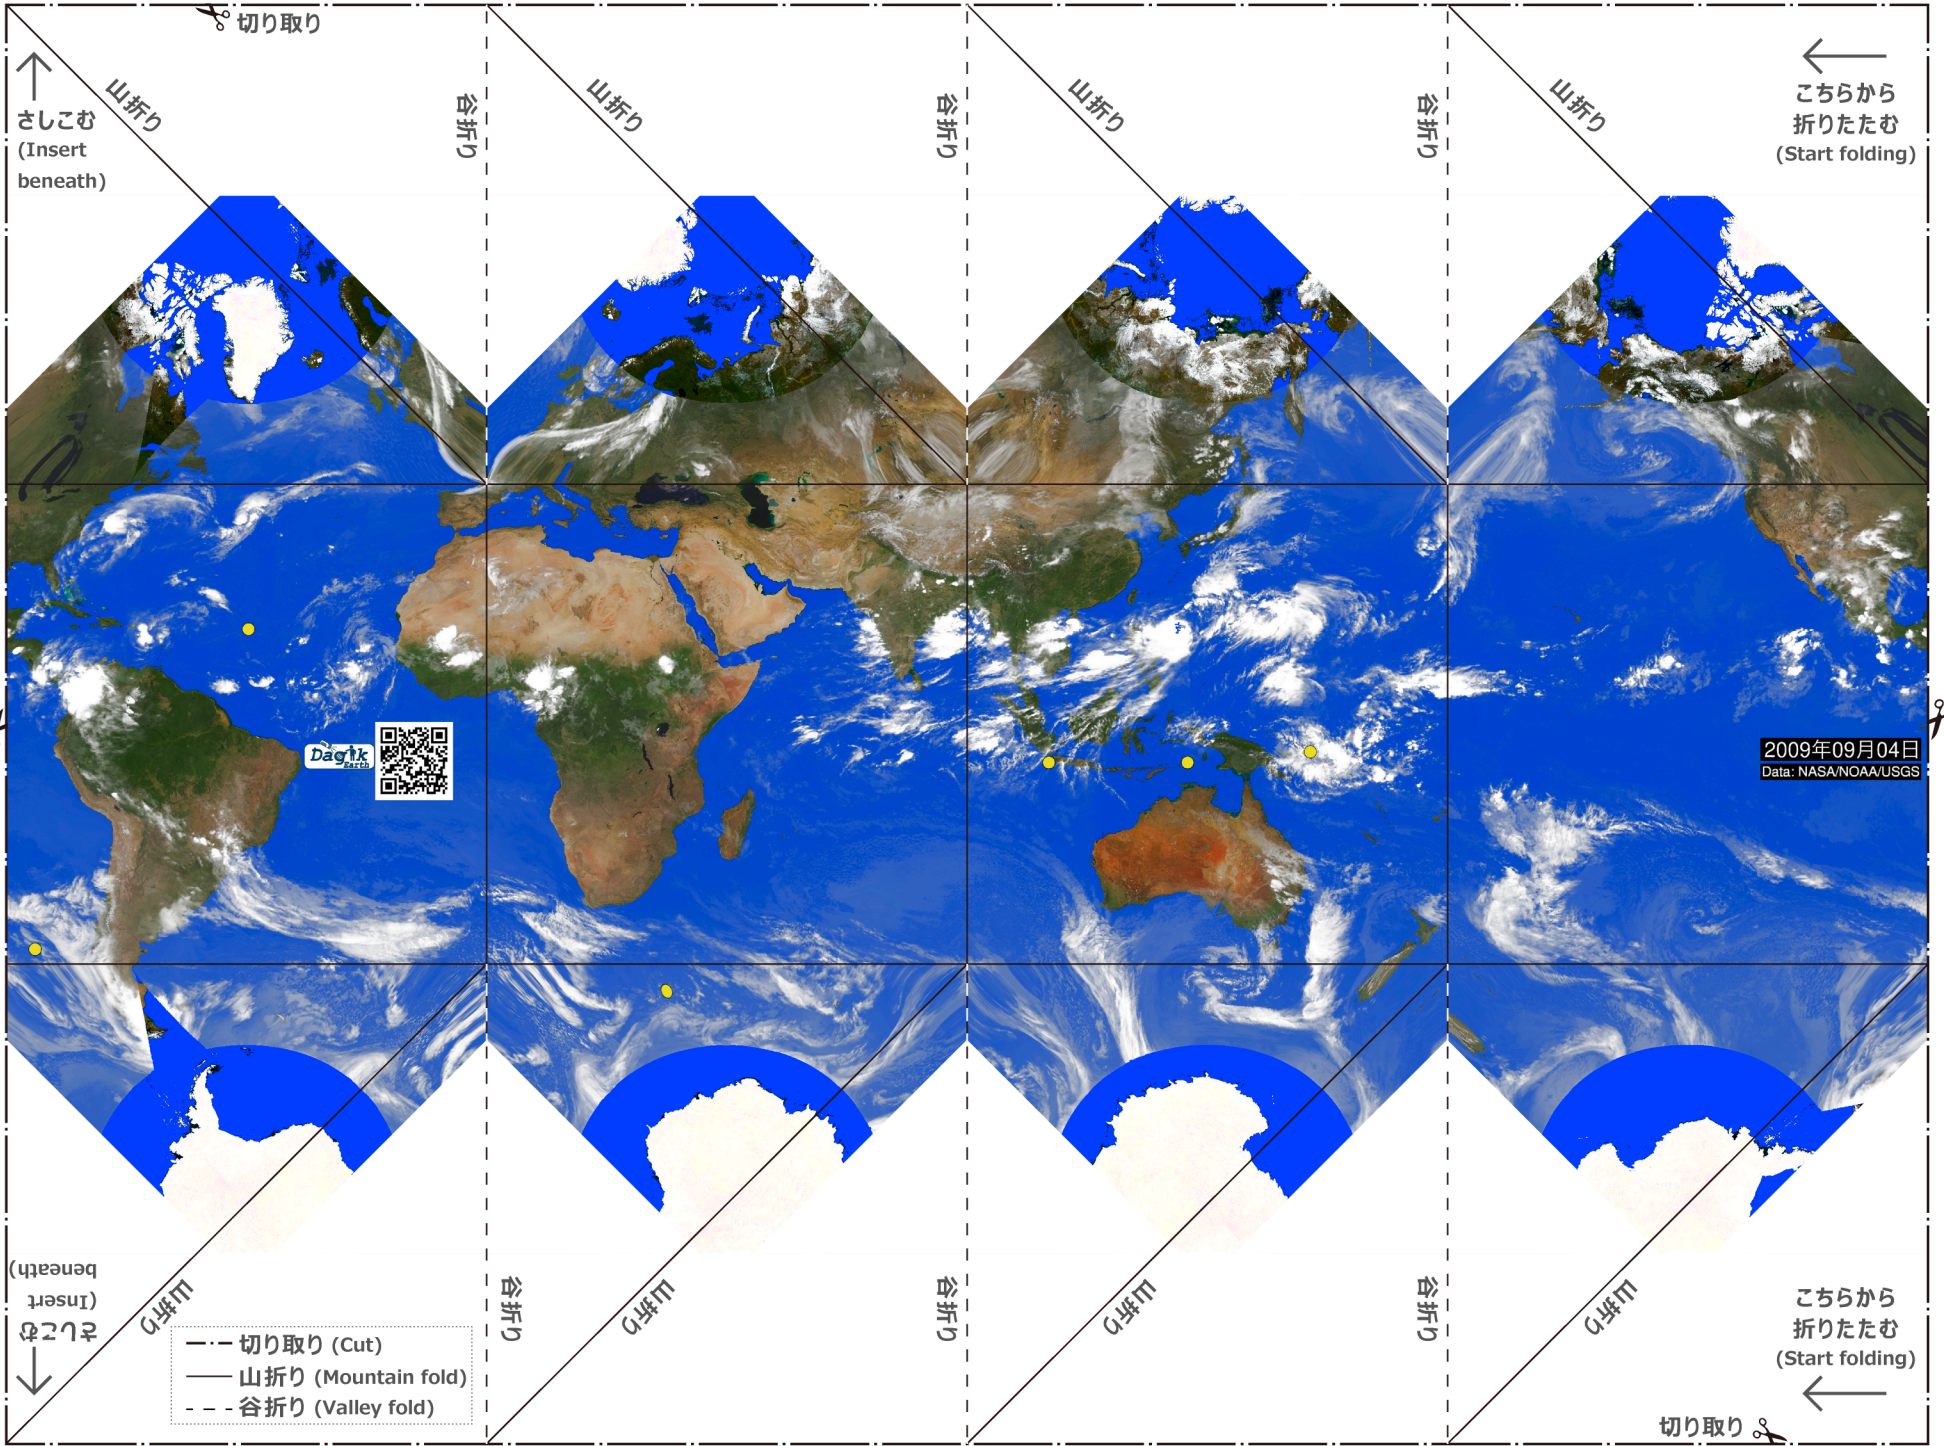 切り取り
山折り
谷折り
山折り
谷折り
山折り
谷折り
山折り
さしこむ
(Insert
beneath)
こちらから
折りたたむ
(Start folding)
Dagik
Earth
2009年09月04日
Data: NASA/NOAA/USGS
さしこむ
(Insert
beneath)
山折り
谷折り
山折り
谷折り
山折り
谷折り
山折り
こちらから
折りたたむ
(Start folding)
切り取り (Cut)
山折り (Mountain fold)
谷折り (Valley fold)
切り取り